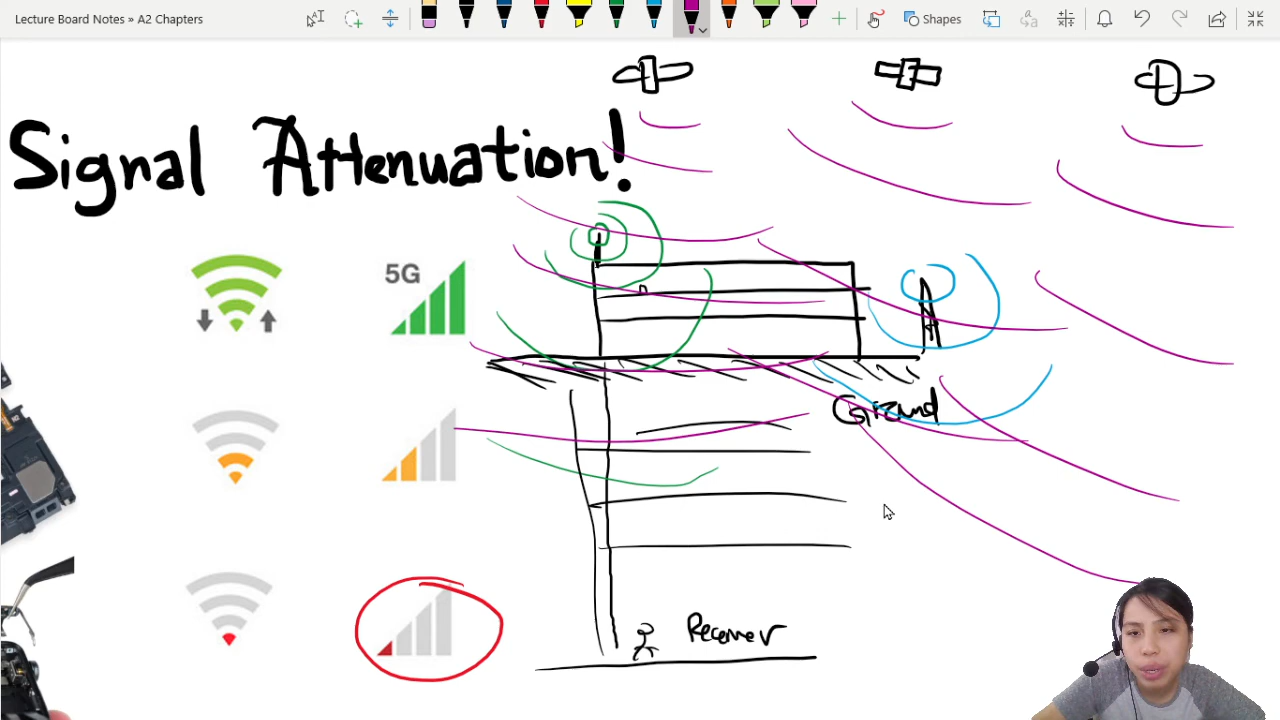 Lecture Board Notes » A2 Chapters
Shapes
Signal Attenuation!
5G
Ground
Receiver